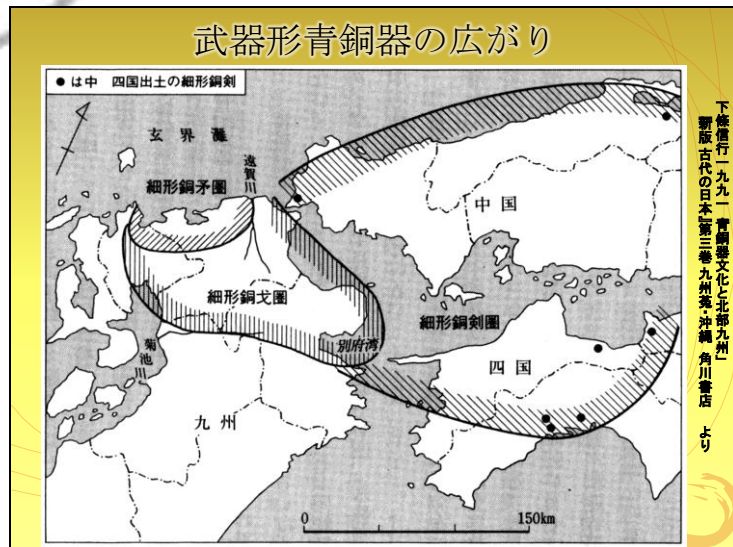 武器形青銅器の広がり
●は中 四国出土の細形銅剣
玄界灘
遠賀川
細形銅矛圏
中国
細形銅戈圏
細形銅剣圏
別府湾
菊池川
四国
九州
0 150km
下條信行一九九一「青銅器文化と北部九州」
『新版 古代の日本』第三巻 九州・沖縄 角川書店 より